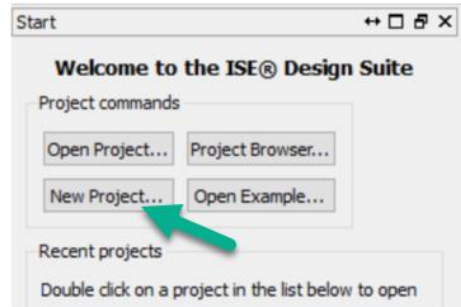 Start
Welcome to the ISE® Design Suite
Project commands
Open Project... Project Browser...
New Project... Open Example...
Recent projects
Double click on a project in the list below to open